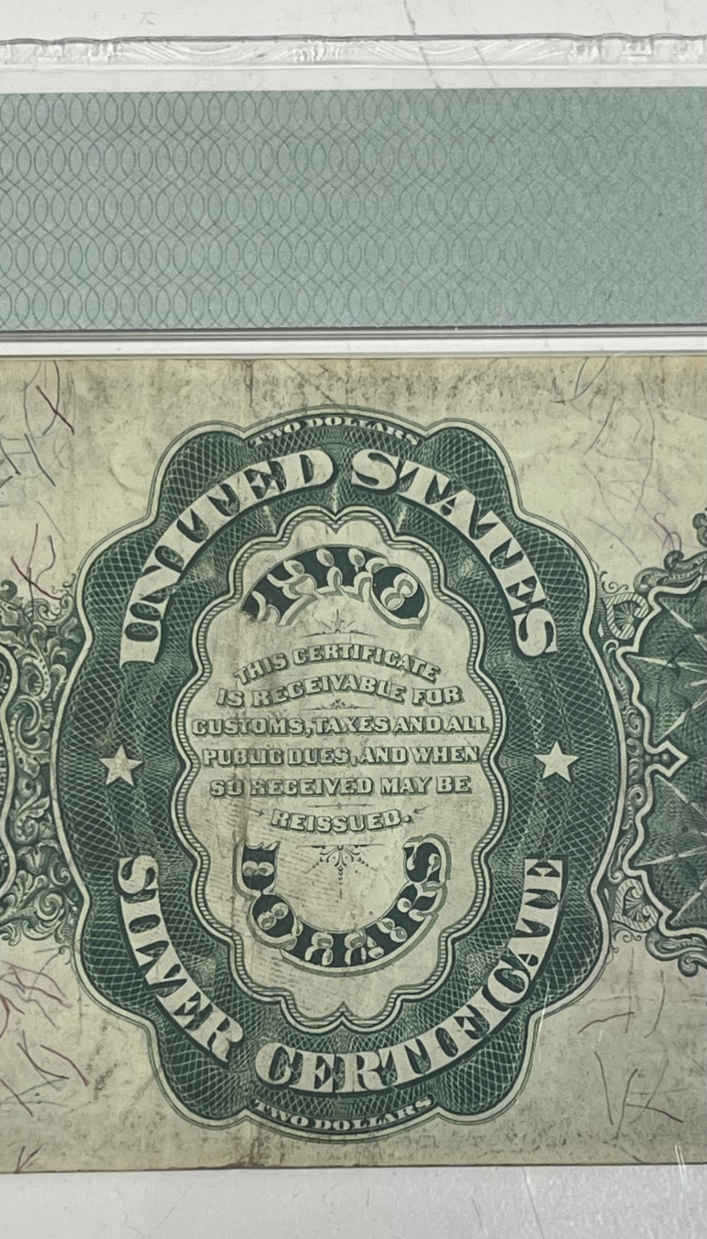 TWO DOLLARS
UNITED STATES
TWO
THIS CERTIFICATE
IS RECEIVABLE FOR
CUSTOMS, TAXES AND ALL
PUBLIC DUES, AND WHEN
SO RECEIVED MAY BE
REISSUED.
DOLLARS
SILVER CERTIFICATE
TWO DOLLARS